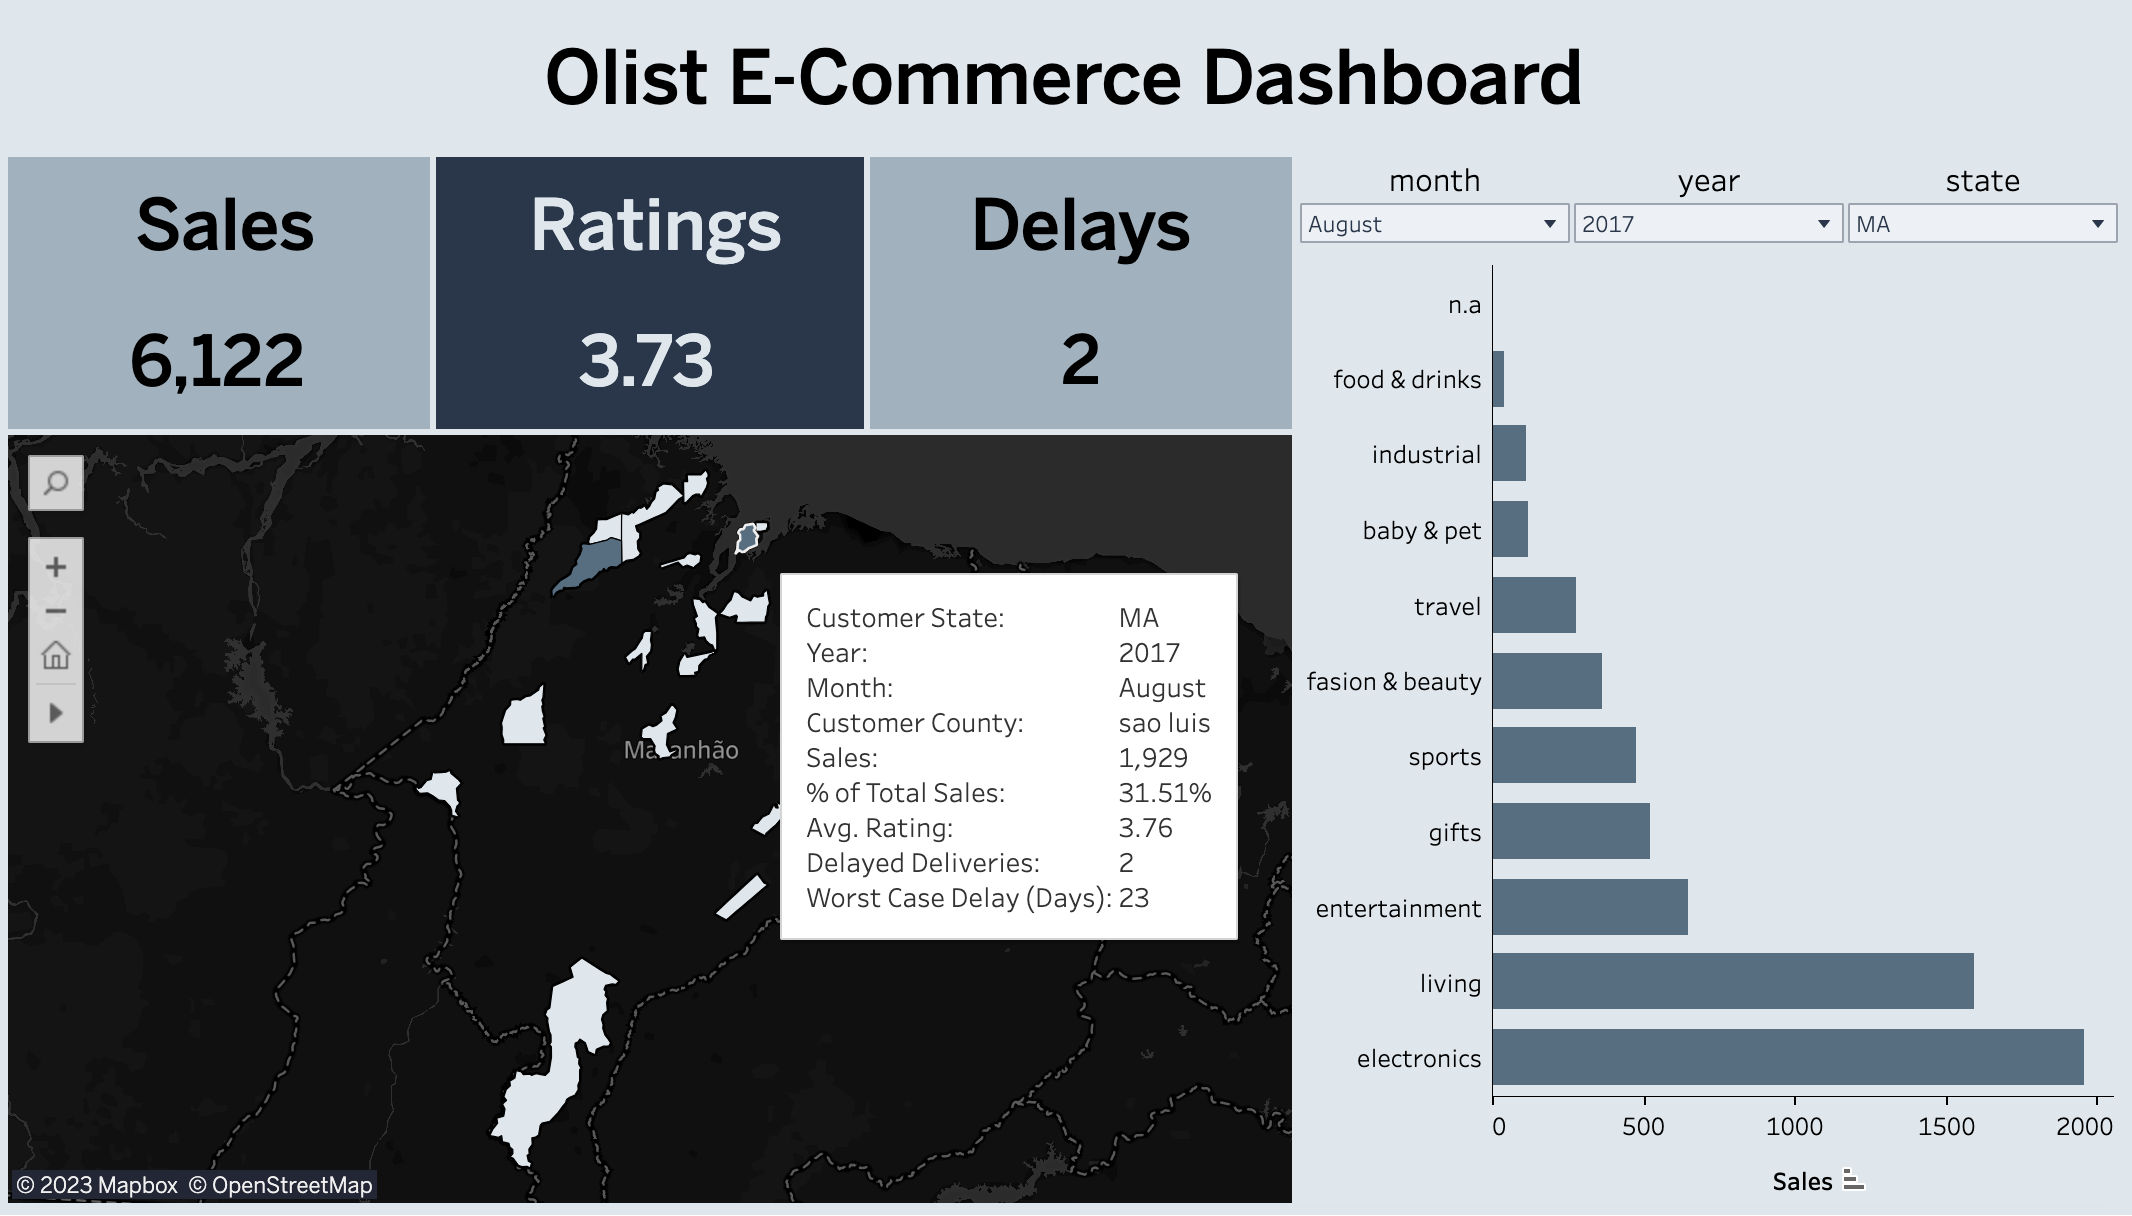 Olist E-Commerce Dashboard
Sales
6,122
Ratings
3.73
Delays
2
month
year
state
August
2017
MA
Maranhão
Customer State: MA
Year: 2017
Month: August
Customer County: sao luis
Sales: 1,929
% of Total Sales: 31.51%
Avg. Rating: 3.76
Delayed Deliveries: 2
Worst Case Delay (Days): 23
© 2023 Mapbox © OpenStreetMap
n.a
food & drinks
industrial
baby & pet
travel
fasion & beauty
sports
gifts
entertainment
living
electronics
0 500 1000 1500 2000
Sales